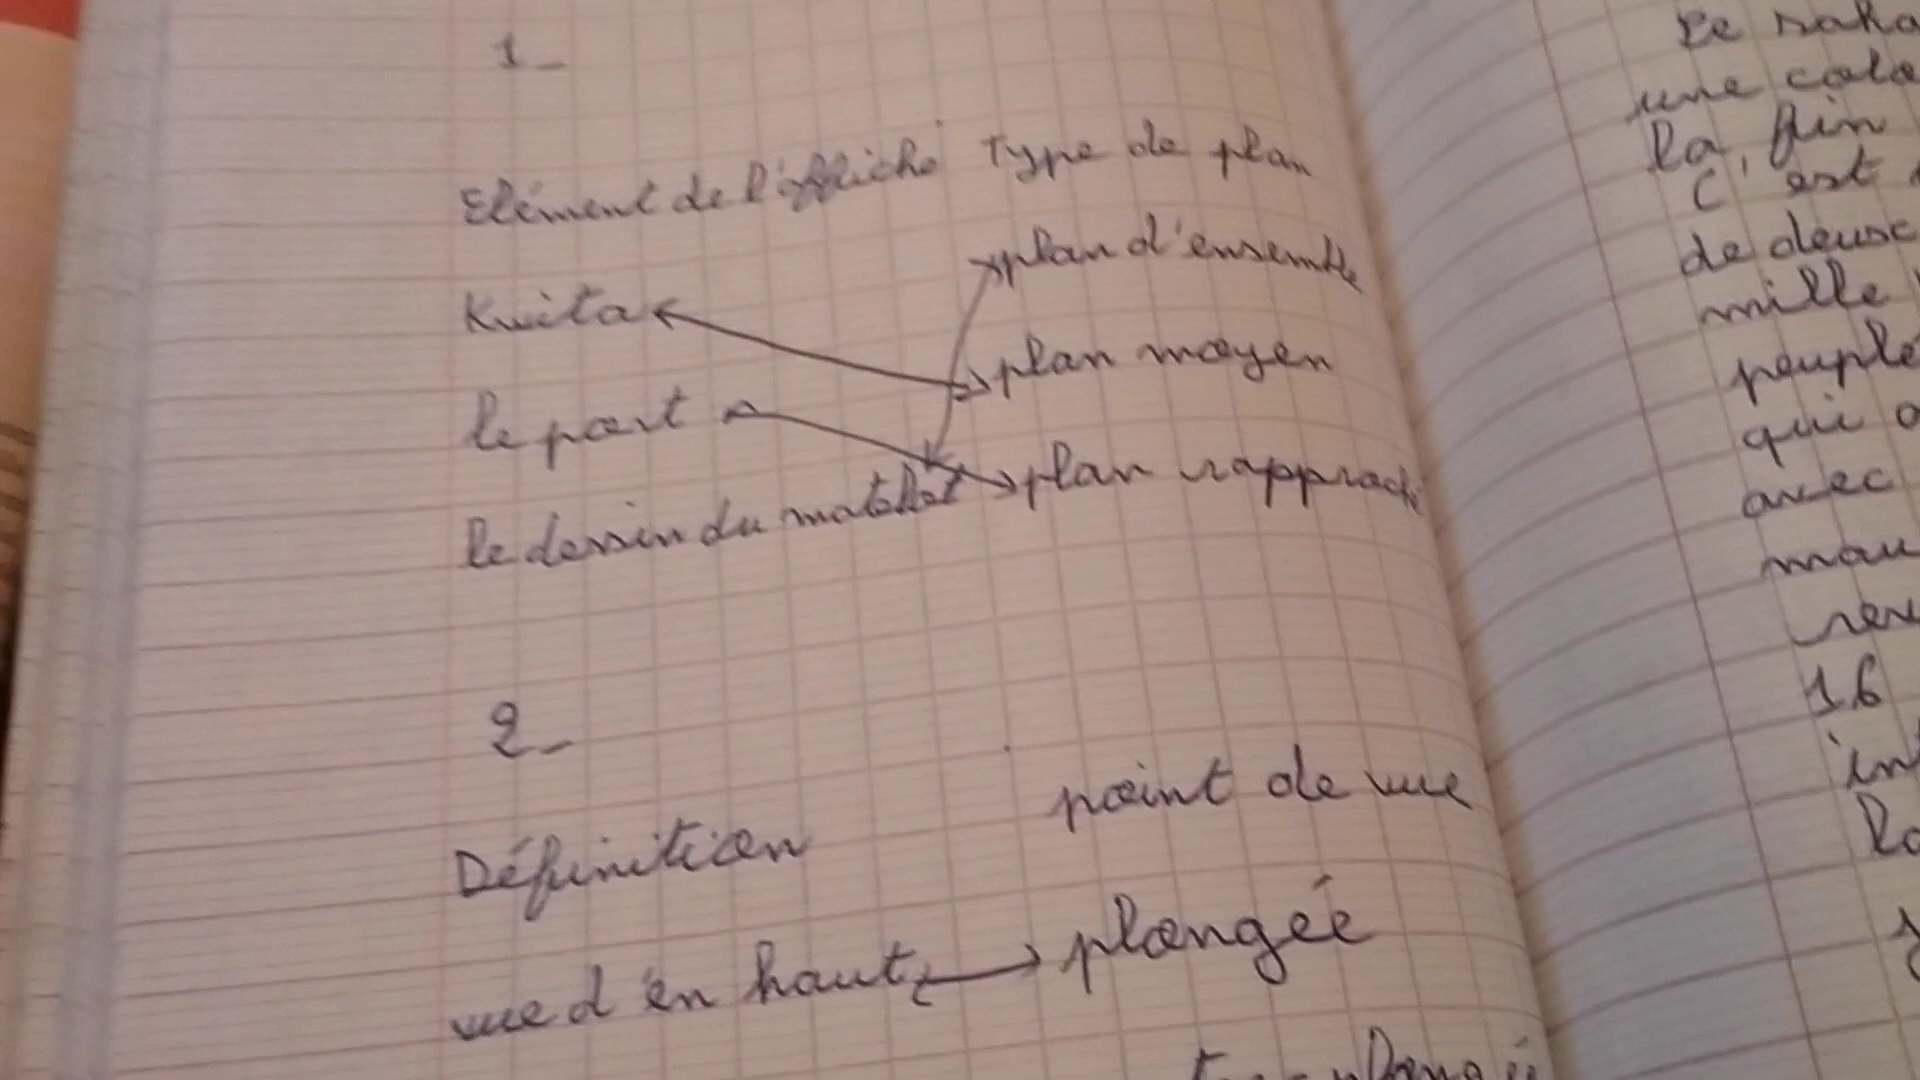 1_
Elément de l'affiche Type de plan
plan d'ensemble
Kwita
plan moyen
le port
plan rapproché
le dessin du matelot
2_
point de vue
Définition
vue d'en haut plongée
le
une
la, fin
C'est
de deux
mille
peuple
qui
avec
16